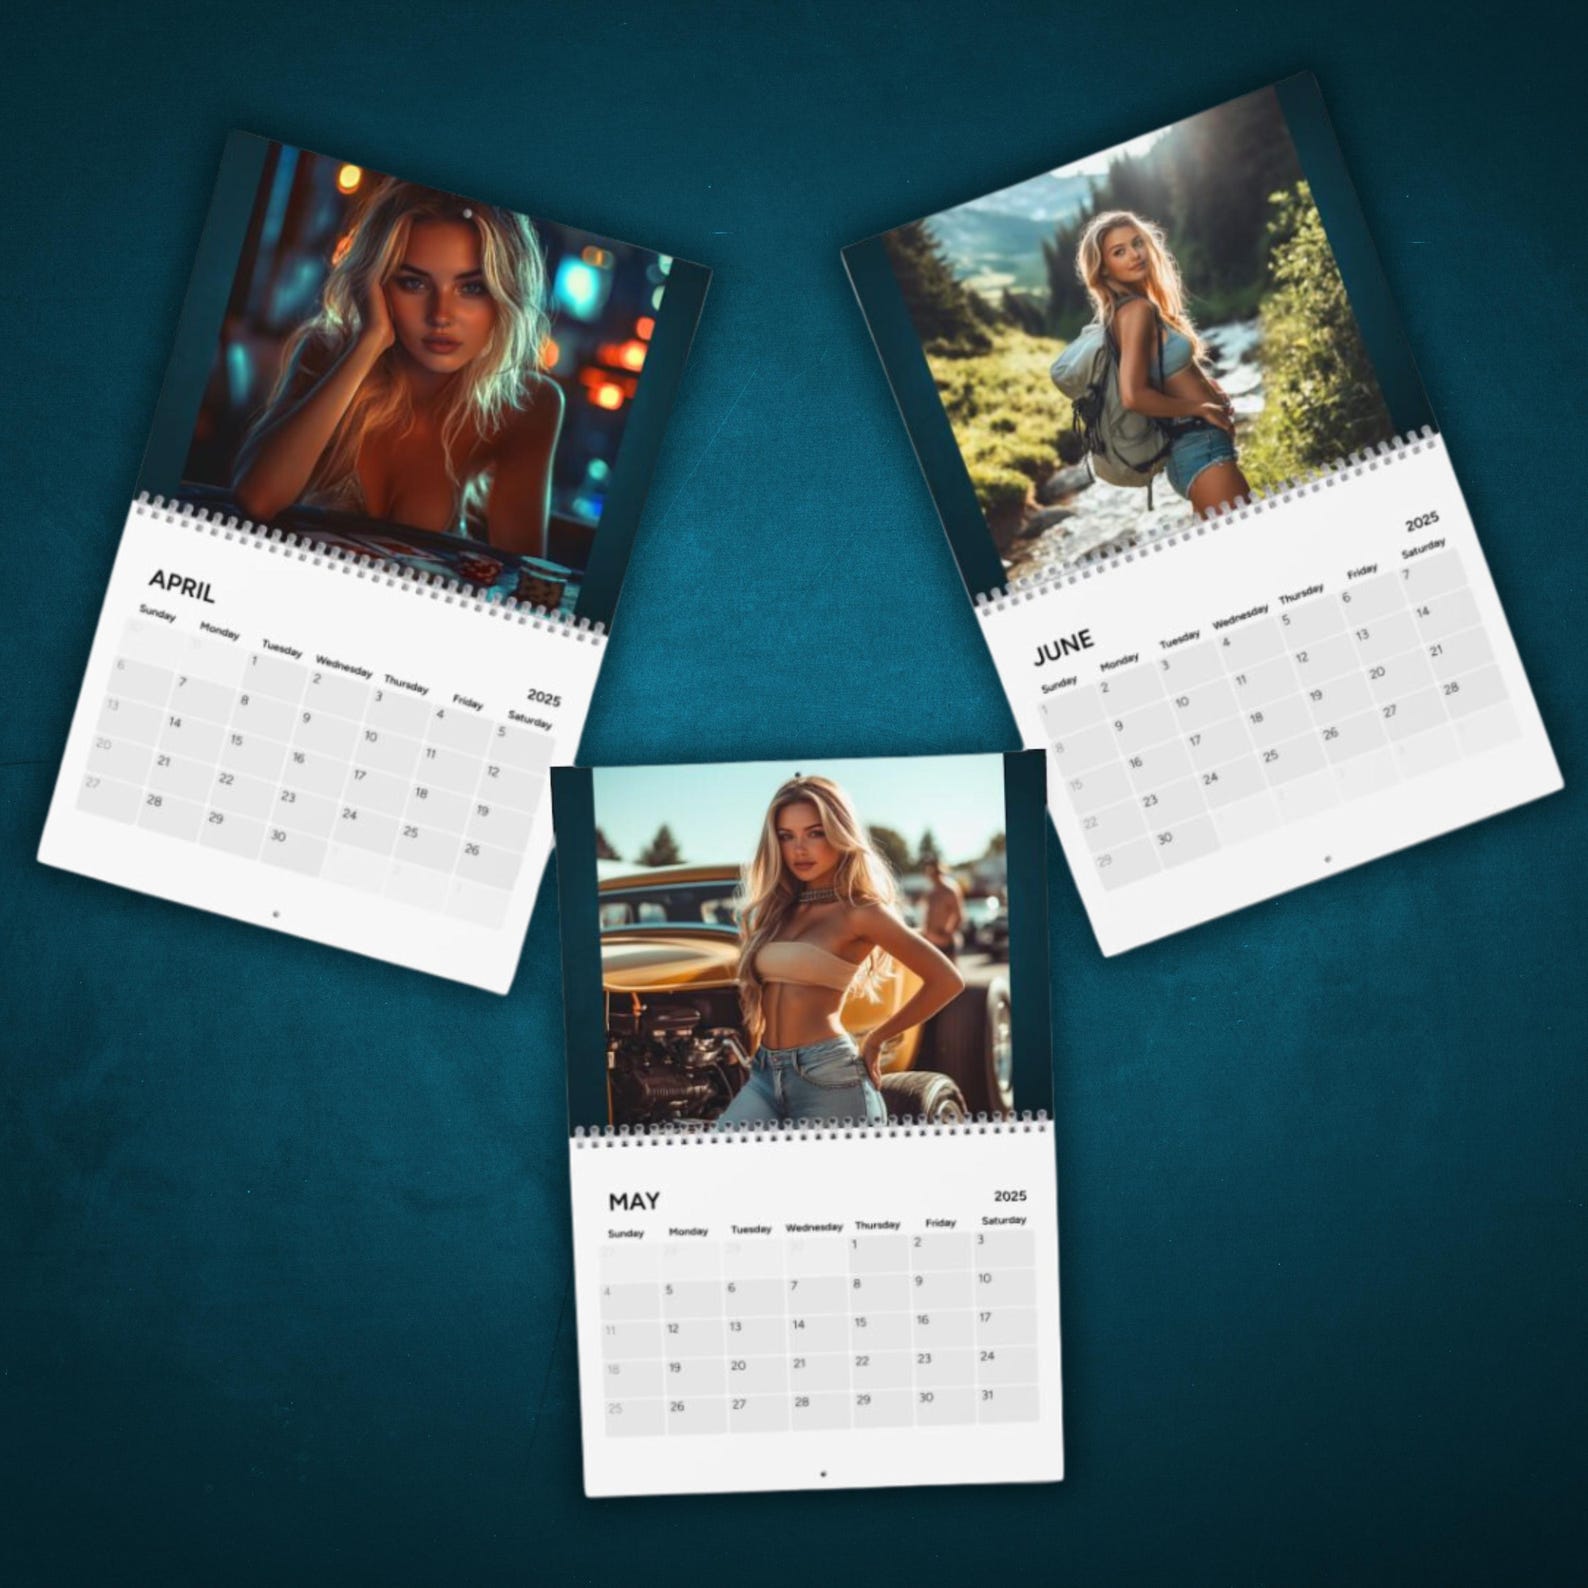 APRIL
2025
Sunday Monday Tuesday Wednesday Thursday Friday Saturday
1 2 3 4 5
6 7 8 9 10 11 12
13 14 15 16 17 18 19
20 21 22 23 24 25 26
27 28 29 30
JUNE
2025
Sunday Monday Tuesday Wednesday Thursday Friday Saturday
1 2 3 4 5 6 7
8 9 10 11 12 13 14
15 16 17 18 19 20 21
22 23 24 25 26 27 28
29 30
MAY
2025
Sunday Monday Tuesday Wednesday Thursday Friday Saturday
1 2 3
4 5 6 7 8 9 10
11 12 13 14 15 16 17
18 19 20 21 22 23 24
25 26 27 28 29 30 31